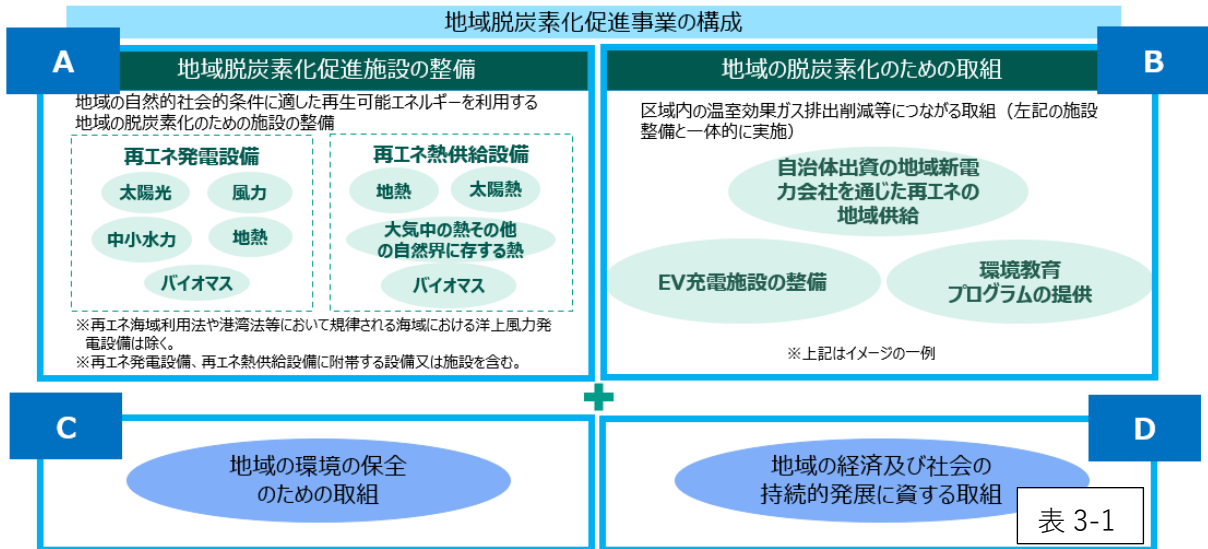 地域脱炭素化促進事業の構成
A
地域脱炭素化促進施設の整備
地域の自然的社会的条件に適した再生可能エネルギーを利用する
地域の脱炭素化のための施設の整備
再エネ発電設備
太陽光
風力
中小水力
地熱
バイオマス
再エネ熱供給設備
地熱
太陽熱
大気中の熱その他
の自然界に存する熱
バイオマス
※再エネ海域利用法や港湾法等において規律される海域における洋上風力発
電設備は除く。
※再エネ発電設備、再エネ熱供給設備に附帯する設備又は施設を含む。
B
地域の脱炭素化のための取組
区域内の温室効果ガス排出削減等につながる取組（左記の施設
整備と一体的に実施）
自治体出資の地域新電
力会社を通じた再エネの
地域供給
EV充電施設の整備
環境教育
プログラムの提供
※上記はイメージの一例
C
地域の環境の保全
のための取組
D
地域の経済及び社会の
持続的発展に資する取組
表 3-1